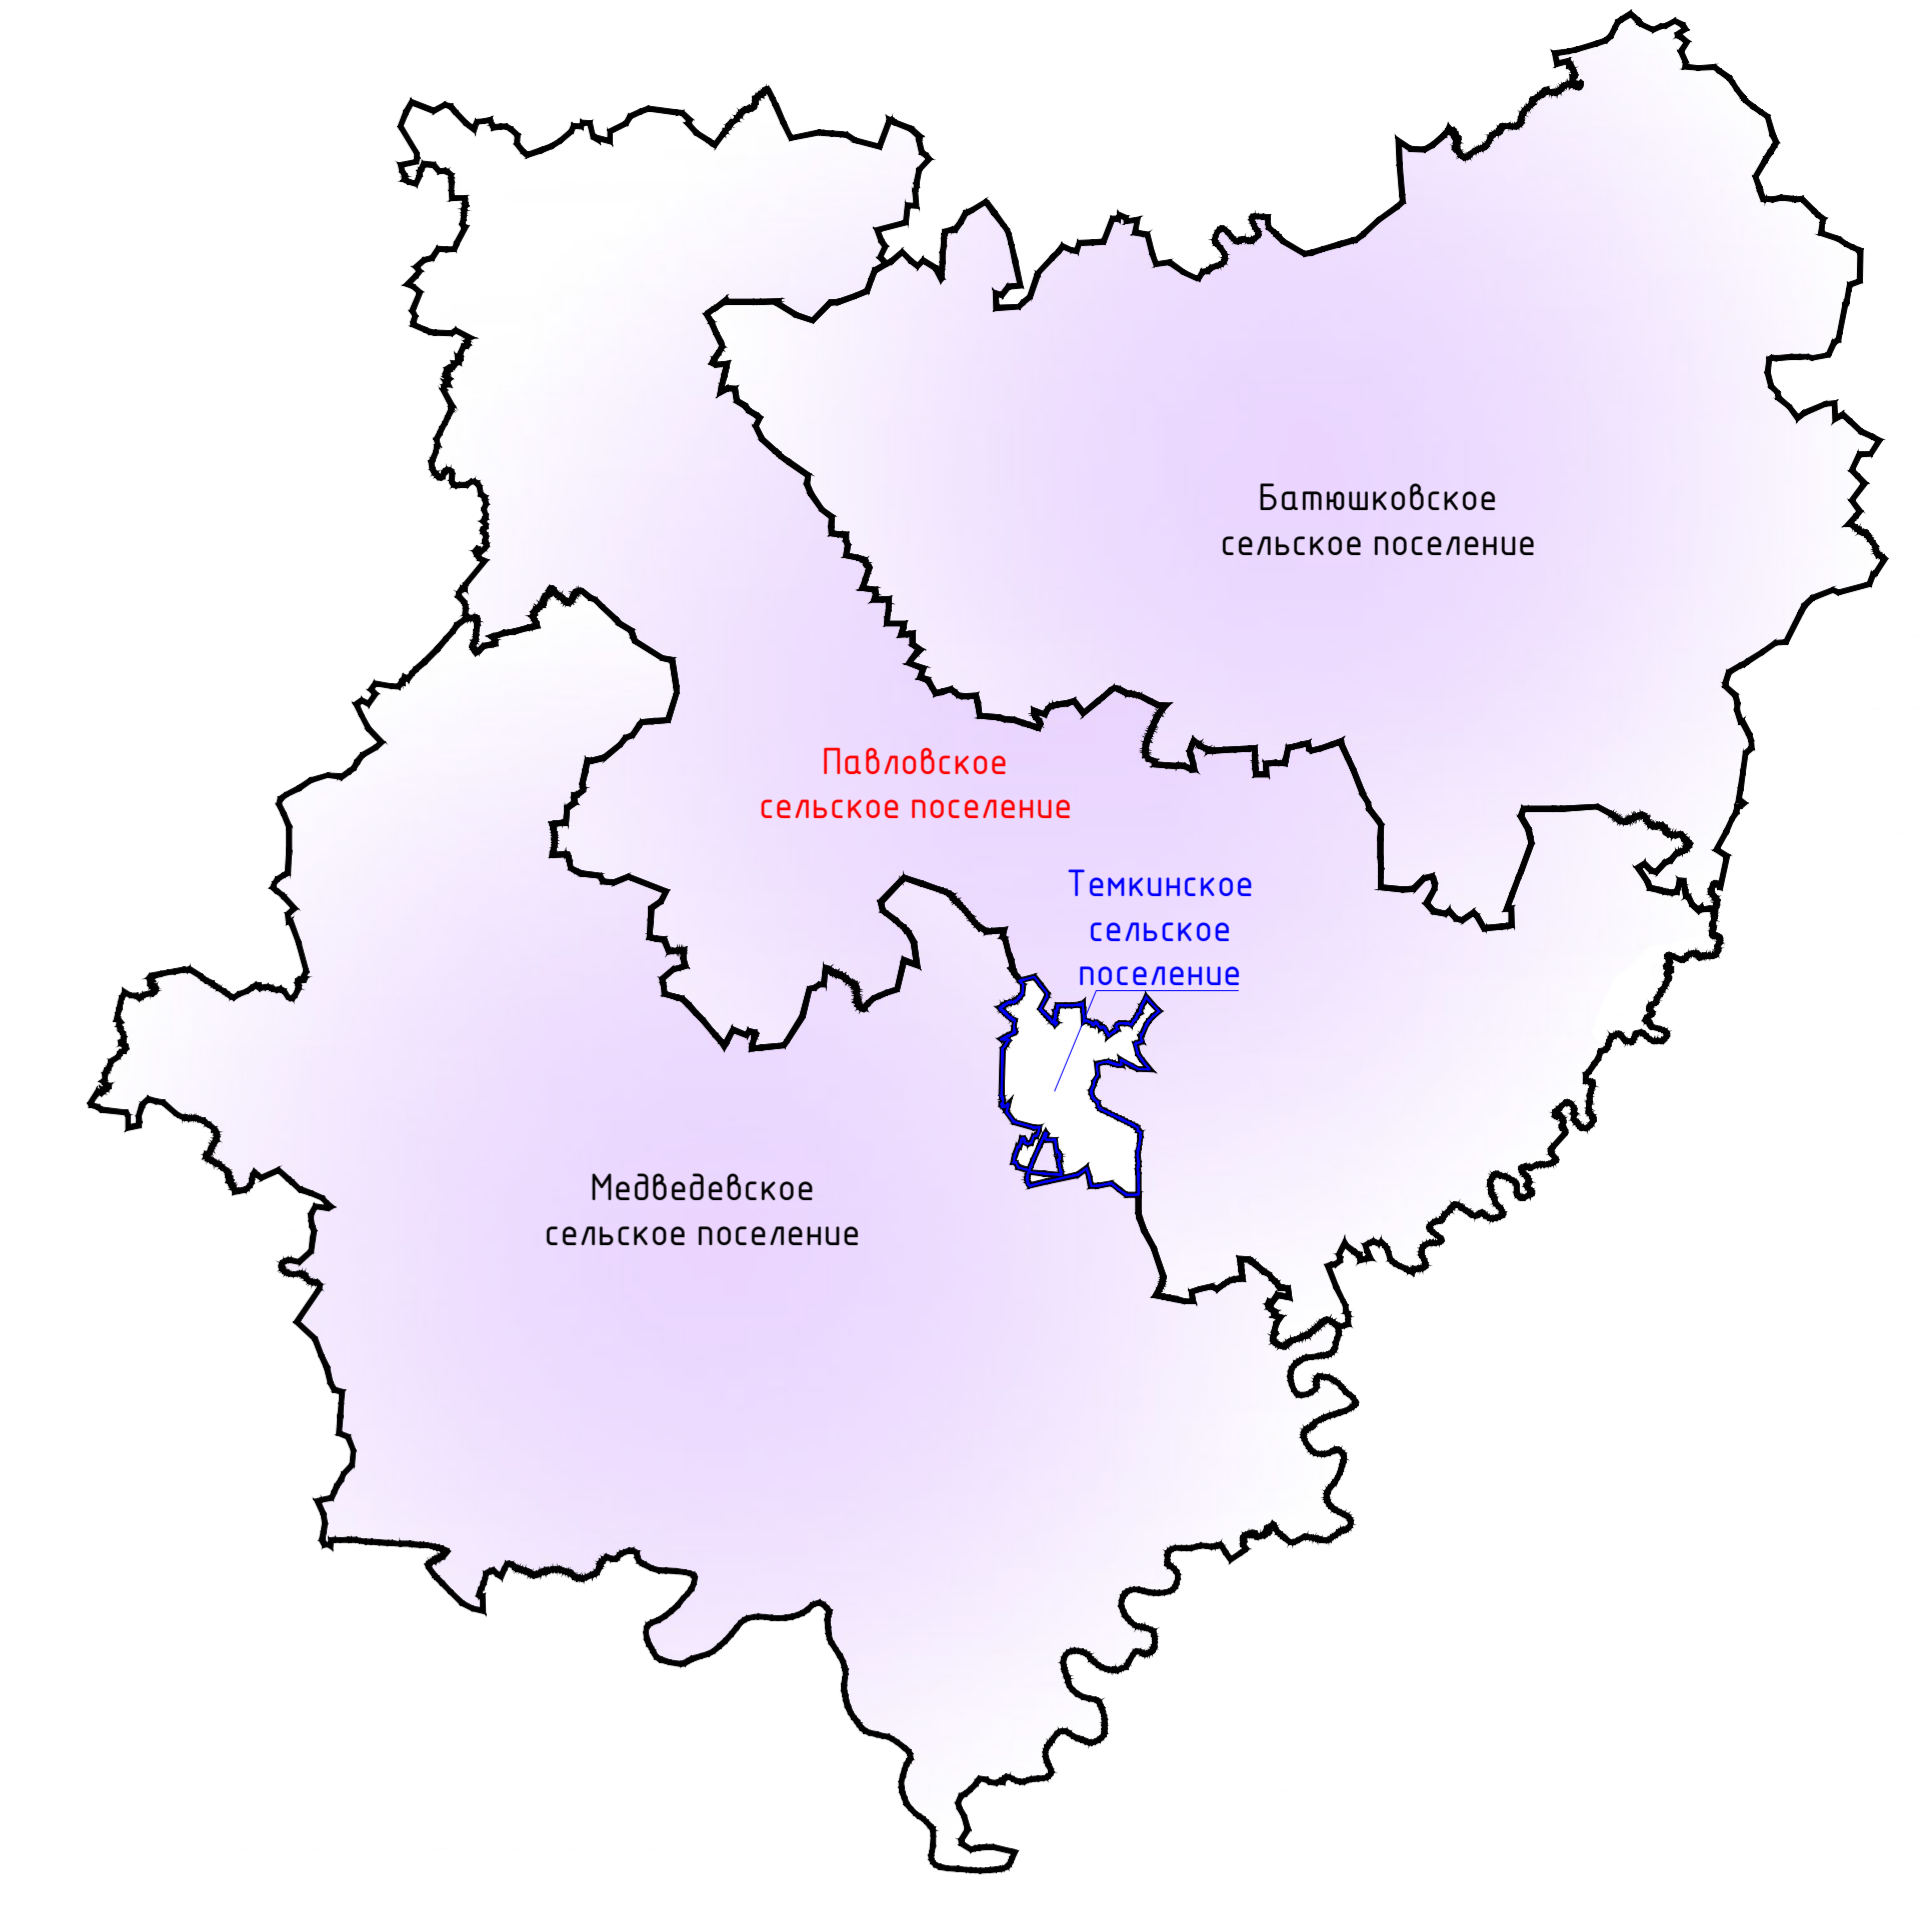 Батюшковское
сельское поселение
Павловское
сельское поселение
Темкинское
сельское
поселение
Медведевское
сельское поселение